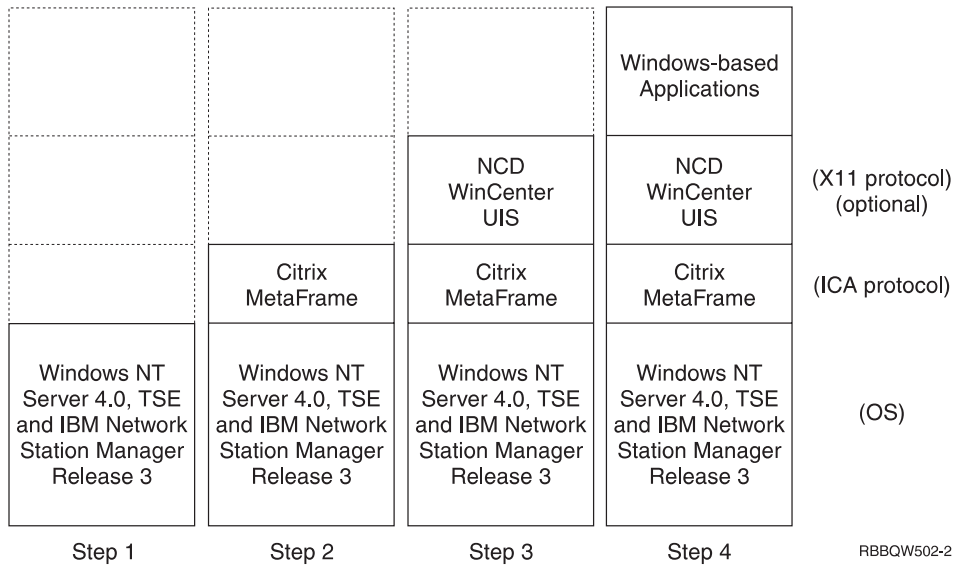 Windows-based
Applications
NCD
WinCenter
UIS
NCD
WinCenter
UIS
(X11 protocol)
(optional)
Citrix
MetaFrame
Citrix
MetaFrame
Citrix
MetaFrame
(ICA protocol)
Windows NT
Server 4.0, TSE
and IBM Network
Station Manager
Release 3
Windows NT
Server 4.0, TSE
and IBM Network
Station Manager
Release 3
Windows NT
Server 4.0, TSE
and IBM Network
Station Manager
Release 3
Windows NT
Server 4.0, TSE
and IBM Network
Station Manager
Release 3
(OS)
Step 1
Step 2
Step 3
Step 4
RBBQW502-2